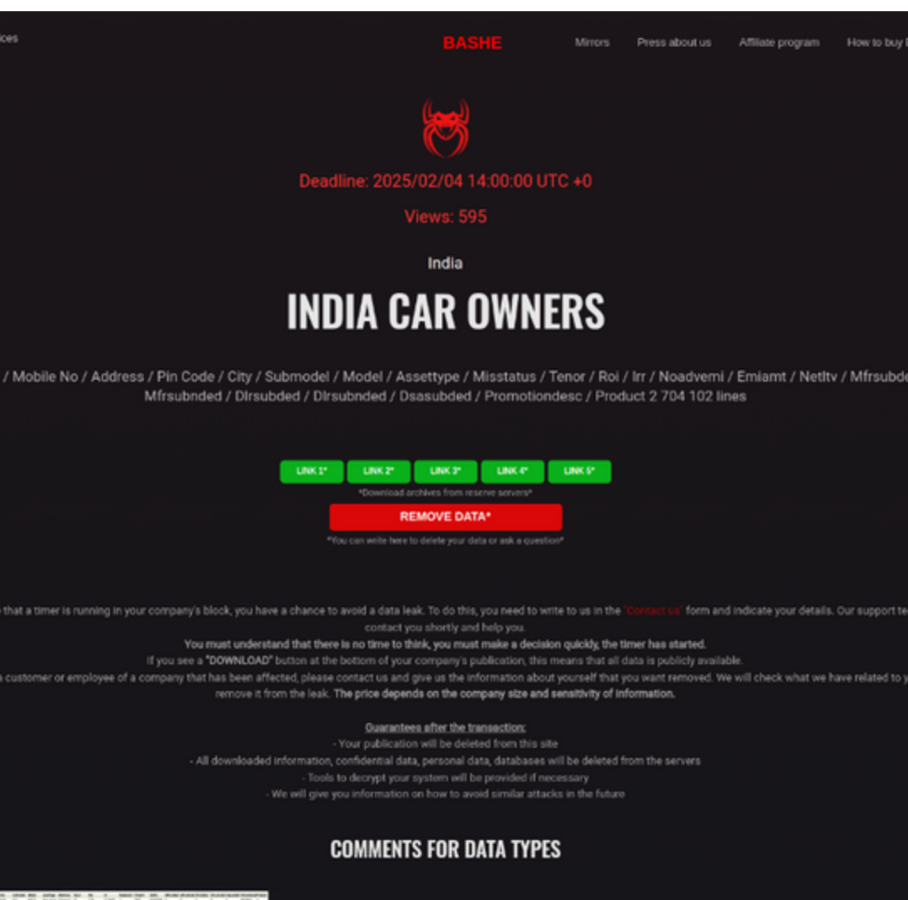 ices
BASHE
Mirrors
Press about us
Affiliate program
How to buy
Deadline: 2025/02/04 14:00:00 UTC +0
Views: 595
India
INDIA CAR OWNERS
/ Mobile No / Address / Pin Code / City / Submodel / Model / Assettype / Misstatus / Tenor / Roi / Irr / Noadvemi / Emiamt / Netltv / Mfrsubde
Mfrsubnded / Dlrsubded / Dlrsubnded / Dsasubded / Promotiondesc / Product 2 704 102 lines
LINK 1*
LINK 2*
LINK 3*
LINK 4*
LINK 5*
*Download archives from reserve servers*
REMOVE DATA*
*You can write here to delete your data or ask a question*
that a timer is running in your company's block, you have a chance to avoid a data leak. To do this, you need to write to us in the "Contact us" form and indicate your details. Our support te
contact you shortly and help you.
You must understand that there is no time to think, you must make a decision quickly, the timer has started.
If you see a "DOWNLOAD" button at the bottom of your company's publication, this means that all data is publicly available.
customer or employee of a company that has been affected, please contact us and give us the information about yourself that you want removed. We will check what we have related to y
remove it from the leak. The price depends on the company size and sensitivity of information.
Guarantees after the transaction:
- Your publication will be deleted from this site
- All downloaded information, confidential data, personal data, databases will be deleted from the servers
- Tools to decrypt your system will be provided if necessary
- We will give you information on how to avoid similar attacks in the future
COMMENTS FOR DATA TYPES